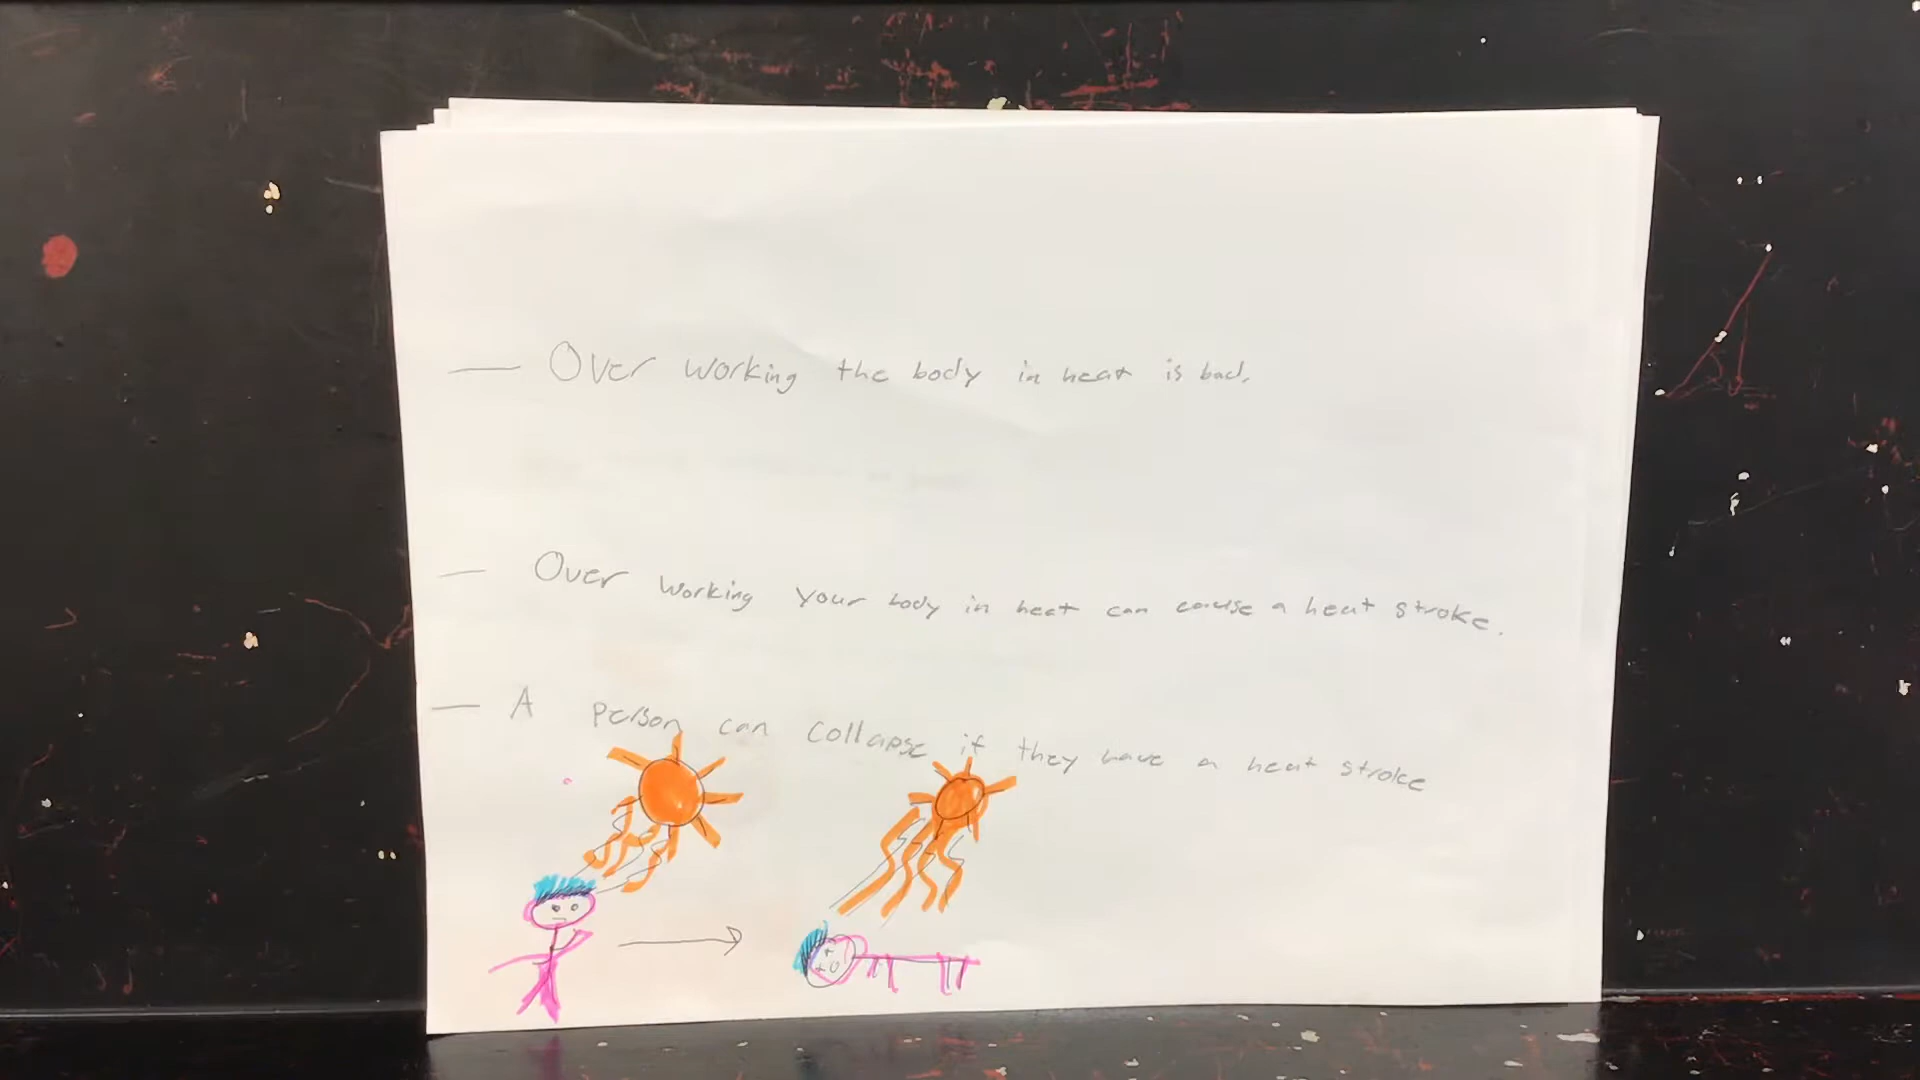 — Over working the body in heat is bad.
— Over working your body in heat can cause a heat stroke.
— A person can collapse if they have a heat stroke